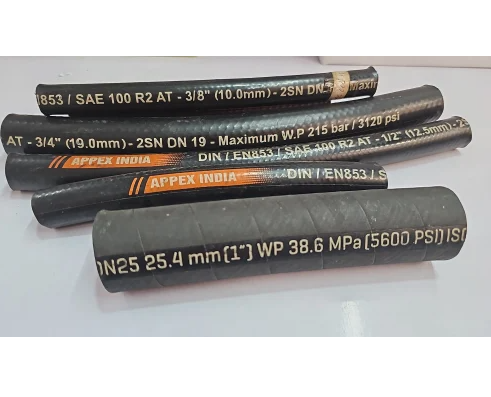 853 / SAE 100 R2 AT - 3/8" (10.0mm) - 2SN DN
AT - 3/4" (19.0mm) - 2SN DN 19 - Maximum W.P 215 bar / 3120 psi
APPEX INDIA DIN / EN853 / SAE 100 R2 AT - 1/2" (12.5mm) -
APPEX INDIA DIN / EN853 / S
DN25 25.4 mm (1") WP 38.6 MPa (5600 PSI) ISO